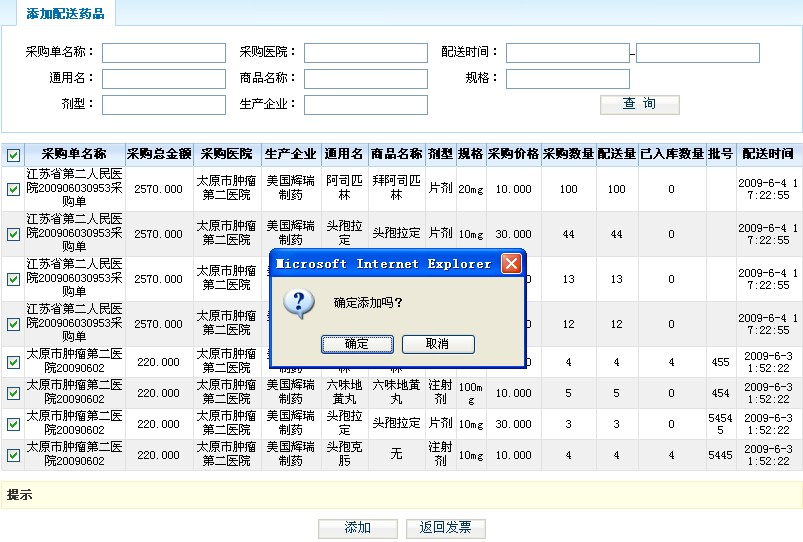 添加配送药品
采购单名称： 采购医院： 配送时间： -
通用名： 商品名称： 规格：
剂型： 生产企业： 查 询
采购单名称 采购总金额 采购医院 生产企业 通用名 商品名称 剂型 规格 采购价格 采购数量 配送量 已入库数量 批号 配送时间
江苏省第二人民医院200906030953采购单 2570.000 太原市肿瘤第二医院 美国辉瑞制药 阿司匹林 拜阿司匹林 片剂 20mg 10.000 100 100 0 2009-6-4 17:22:55
江苏省第二人民医院200906030953采购单 2570.000 太原市肿瘤第二医院 美国辉瑞制药 头孢拉定 头孢拉定 片剂 10mg 30.000 44 44 0 2009-6-4 17:22:55
江苏省第二人民医院200906030953采购单 2570.000 太原市肿瘤第二医院 13 13 0 2009-6-4 17:22:55
江苏省第二人民医院200906030953采购单 2570.000 太原市肿瘤第二医院 12 12 0 2009-6-4 17:22:55
太原市肿瘤第二医院20090602 220.000 太原市肿瘤第二医院 制药 4 4 4 455 2009-6-3 1:52:22
太原市肿瘤第二医院20090602 220.000 太原市肿瘤第二医院 美国辉瑞制药 六味地黄丸 六味地黄丸 注射剂 100mg 10.000 5 5 0 454 2009-6-3 1:52:22
太原市肿瘤第二医院20090602 220.000 太原市肿瘤第二医院 美国辉瑞制药 头孢拉定 头孢拉定 片剂 10mg 30.000 3 3 0 54545 2009-6-3 1:52:22
太原市肿瘤第二医院20090602 220.000 太原市肿瘤第二医院 美国辉瑞制药 头孢克肟 无 注射剂 10mg 10.000 4 4 4 5445 2009-6-3 1:52:22
Microsoft Internet Explorer
确定添加吗?
确定 取消
提示
添加 返回发票